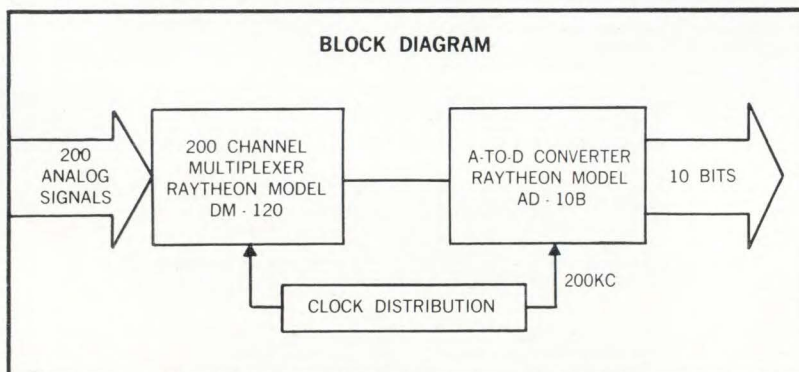 BLOCK DIAGRAM
200
ANALOG
SIGNALS
200 CHANNEL
MULTIPLEXER
RAYTHEON MODEL
DM - 120
A-TO-D CONVERTER
RAYTHEON MODEL
AD - 10B
10 BITS
200KC
CLOCK DISTRIBUTION